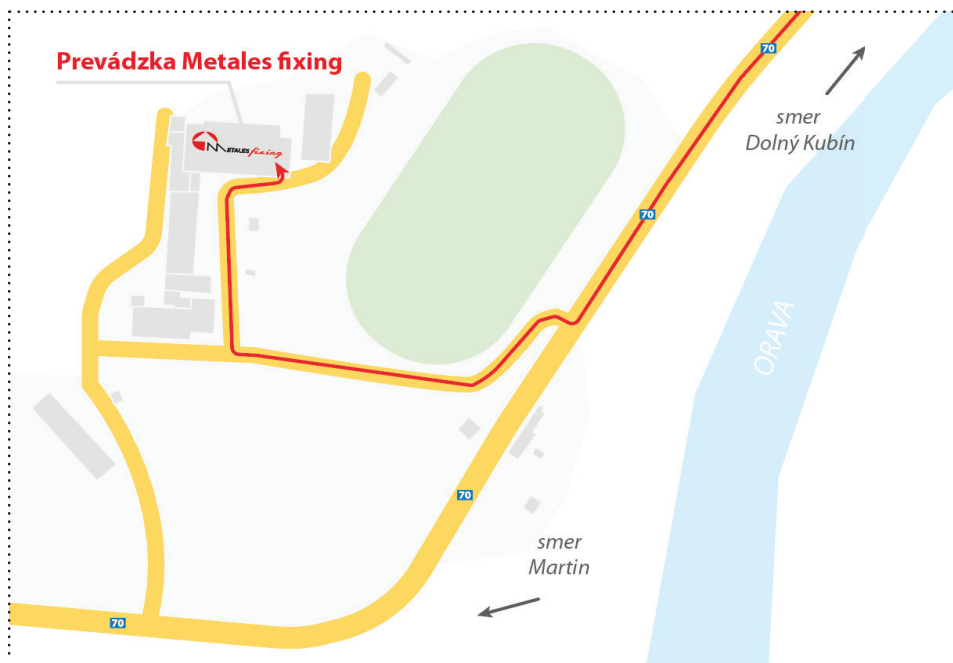 Prevádzka Metales fixing
METALES fixing
70
smer
Dolný Kubín
70
ORAVA
70
smer
Martin
70